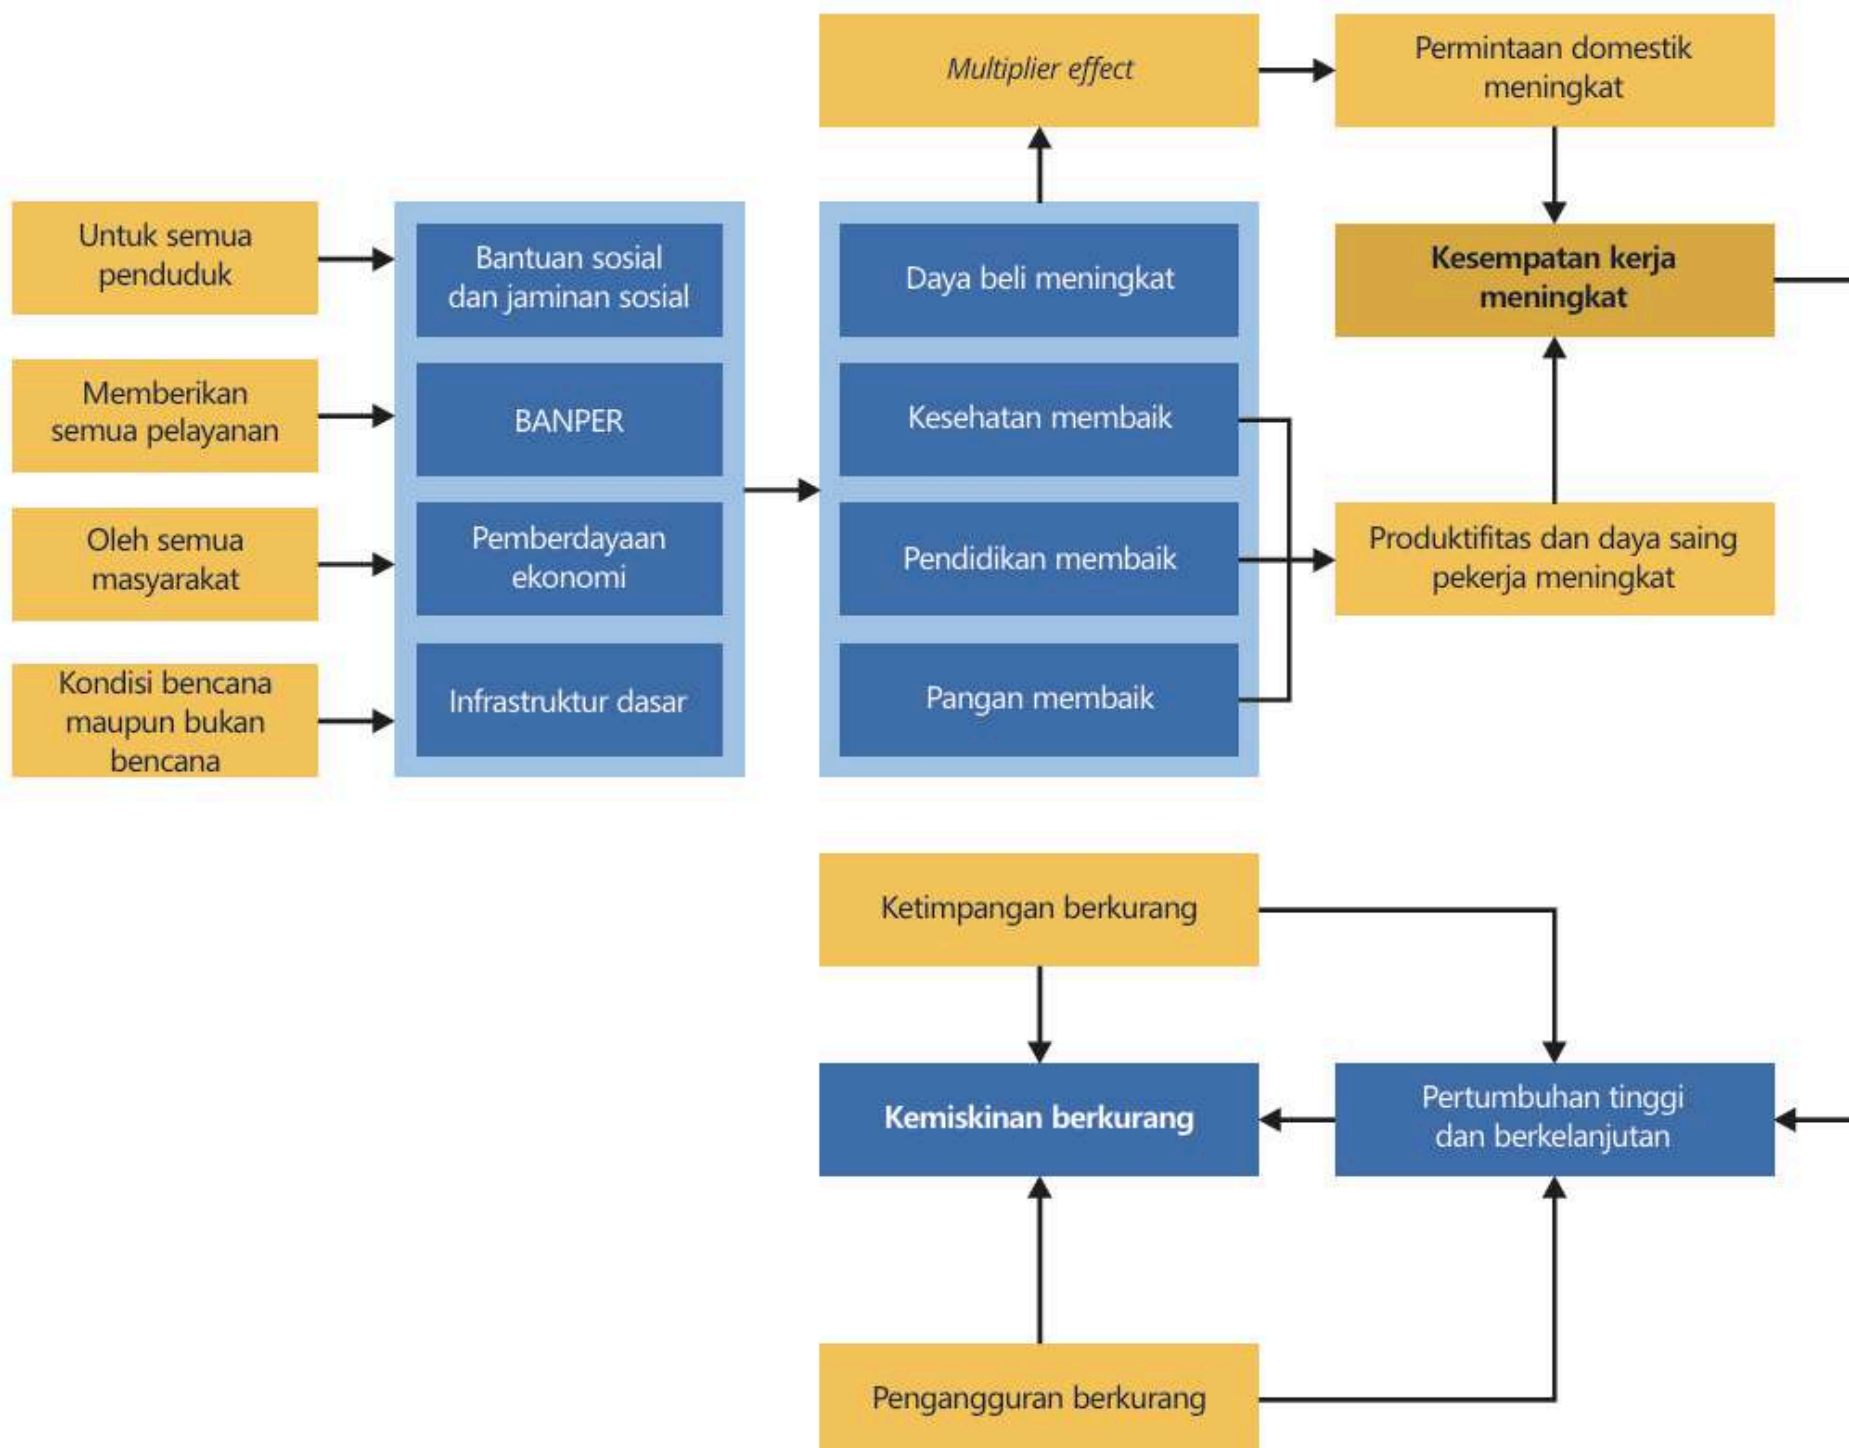 Multiplier effect
Permintaan domestik
meningkat
Untuk semua
penduduk
Bantuan sosial
dan jaminan sosial
Daya beli meningkat
Kesempatan kerja
meningkat
Memberikan
semua pelayanan
BANPER
Kesehatan membaik
Oleh semua
masyarakat
Pemberdayaan
ekonomi
Pendidikan membaik
Produktifitas dan daya saing
pekerja meningkat
Kondisi bencana
maupun bukan
bencana
Infrastruktur dasar
Pangan membaik
Ketimpangan berkurang
Kemiskinan berkurang
Pertumbuhan tinggi
dan berkelanjutan
Pengangguran berkurang